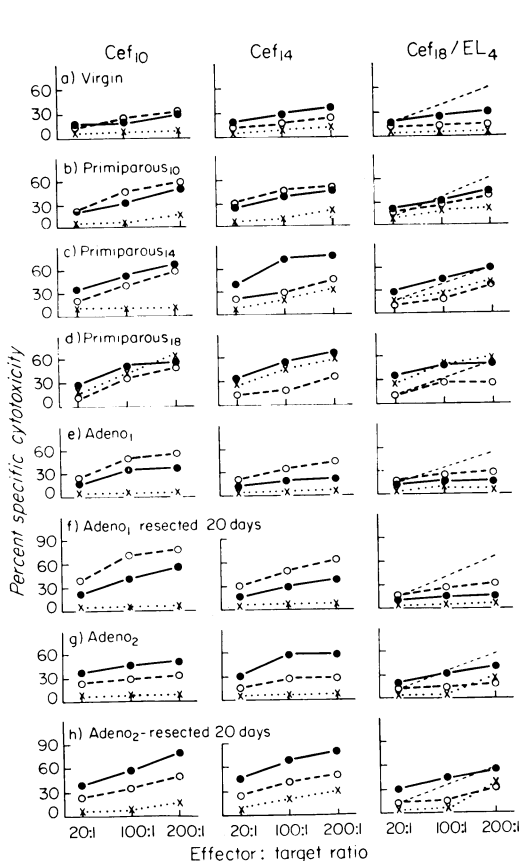 Cef10 Cef14 Cef18/EL4
a) Virgin
60
30
0
b) Primiparous10
60
30
0
c) Primiparous14
60
30
0
d) Primiparous18
60
30
0
e) Adeno1
60
30
0
f) Adeno1 resected 20 days
90
60
30
0
g) Adeno2
60
30
0
h) Adeno2-resected 20 days
90
60
30
0
20:1 100:1 200:1 20:1 100:1 200:1 20:1 100:1 200:1
Effector : target ratio
Percent specific cytotoxicity